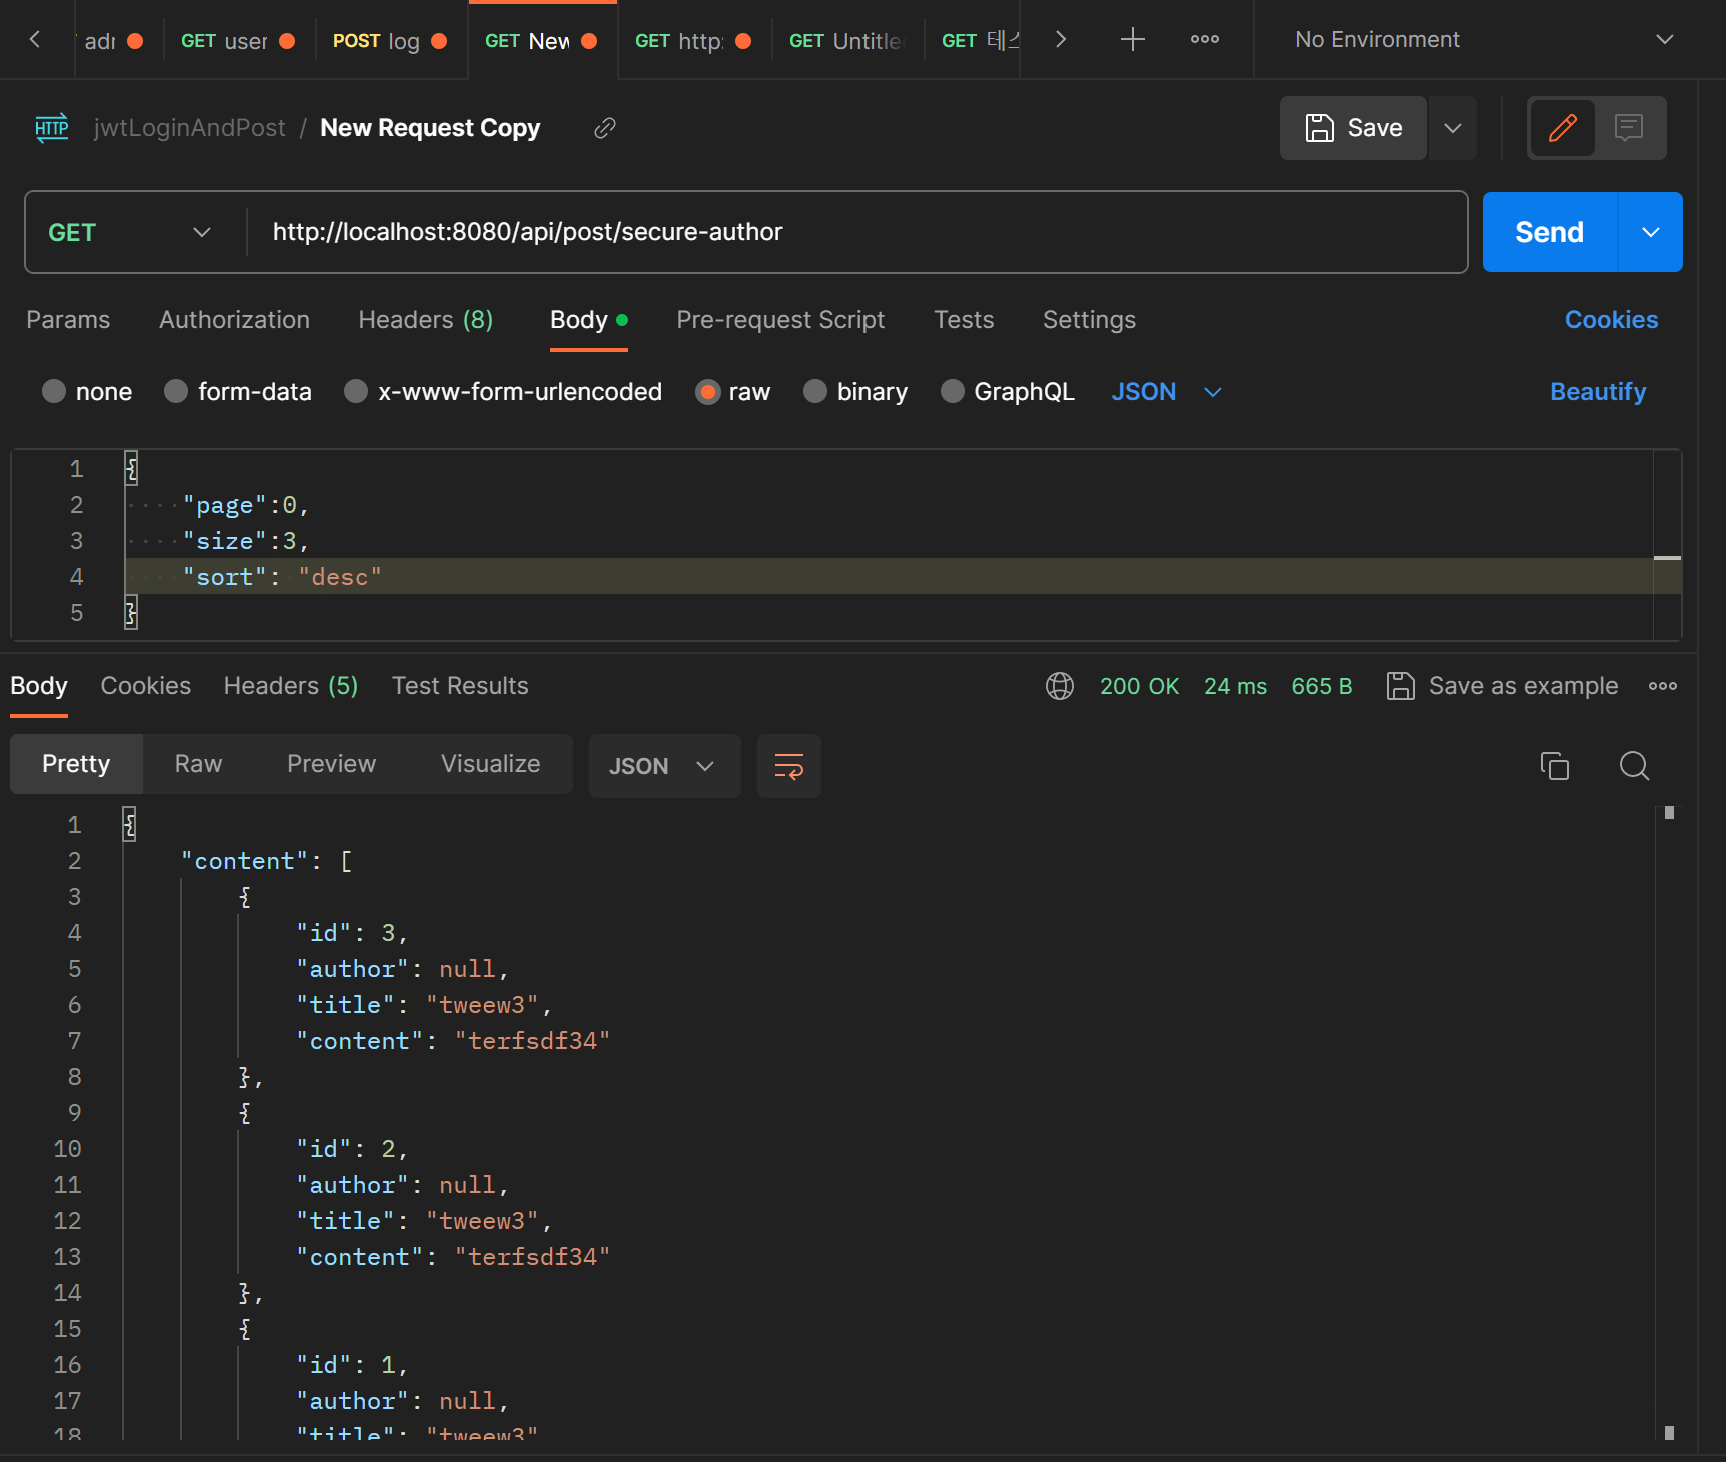 adr GET user POST log GET New GET http: GET Untitle GET 테스 No Environment
HTTP jwtLoginAndPost / New Request Copy Save
GET http://localhost:8080/api/post/secure-author Send
Params Authorization Headers (8) Body Pre-request Script Tests Settings Cookies
none form-data x-www-form-urlencoded raw binary GraphQL JSON Beautify
1 {
2 "page":0,
3 "size":3,
4 "sort": "desc"
5 }
Body Cookies Headers (5) Test Results 200 OK 24 ms 665 B Save as example
Pretty Raw Preview Visualize JSON
1 {
2 "content": [
3 {
4 "id": 3,
5 "author": null,
6 "title": "tweew3",
7 "content": "terfsdf34"
8 },
9 {
10 "id": 2,
11 "author": null,
12 "title": "tweew3",
13 "content": "terfsdf34"
14 },
15 {
16 "id": 1,
17 "author": null,
18 "title": "tweew3"